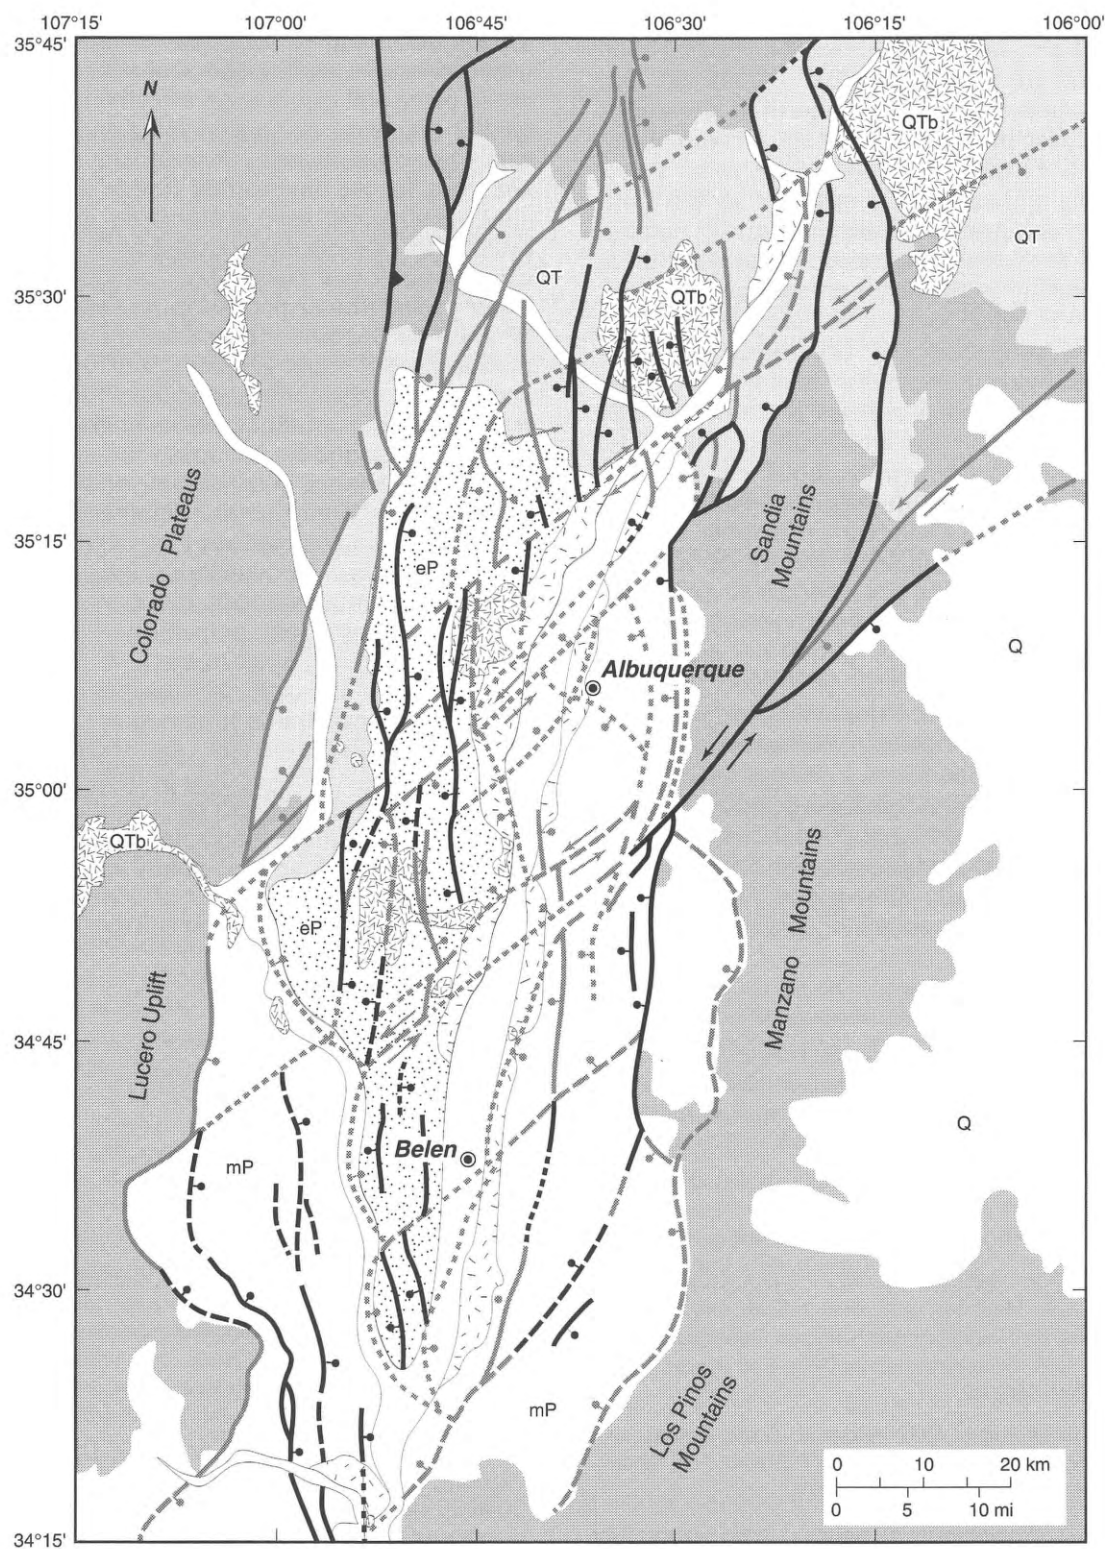 107°15' 107°00' 106°45' 106°30' 106°15' 106°00'
35°45'
N
QTb
QT
QT
35°30'
QTb
Colorado Plateaus
Sandia
Mountains
35°15'
eP
Q
Albuquerque
35°00'
QTb
Manzano Mountains
eP
Lucero Uplift
34°45'
Q
Belen
mP
34°30'
Los Pinos
Mountains
mP
0 10 20 km
0 5 10 mi
34°15'